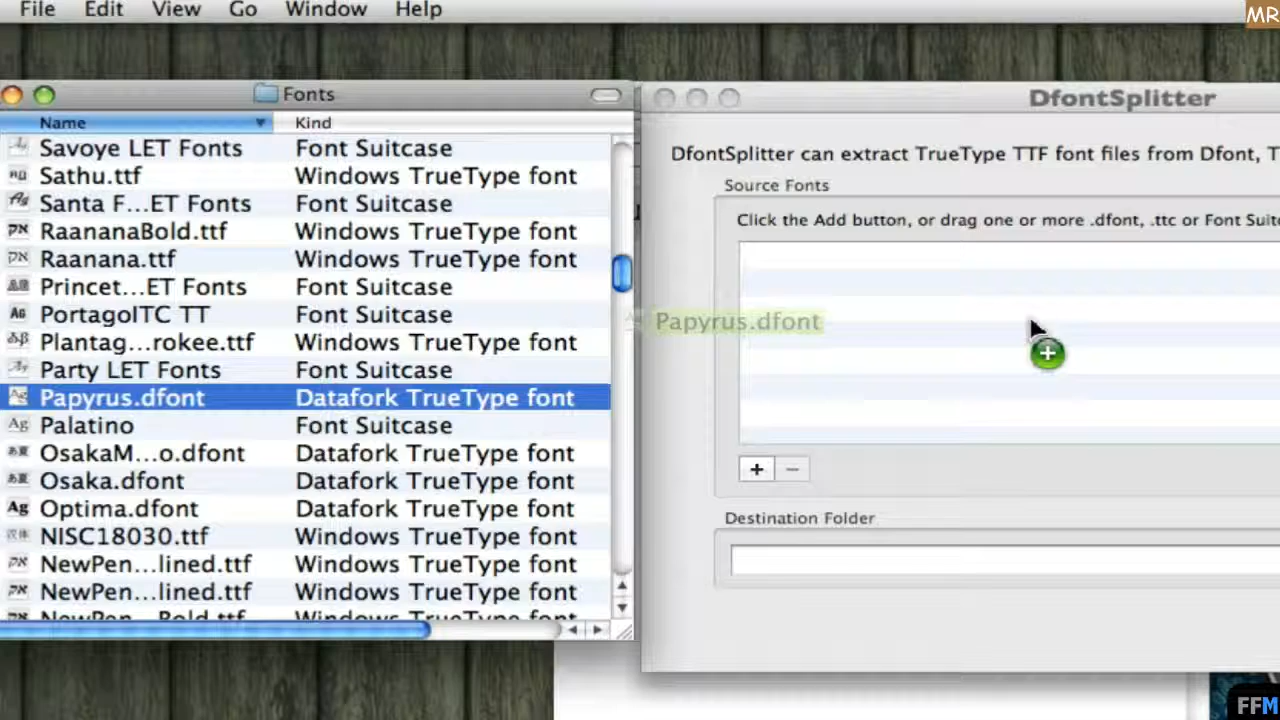 File Edit View Go Window Help
MR
Fonts
Name Kind
Savoye LET Fonts Font Suitcase
Sathu.ttf Windows TrueType font
Santa F...ET Fonts Font Suitcase
RaananaBold.ttf Windows TrueType font
Raanana.ttf Windows TrueType font
Princet...ET Fonts Font Suitcase
PortagoITC TT Font Suitcase
Plantag...rokee.ttf Windows TrueType font
Party LET Fonts Font Suitcase
Papyrus.dfont Datafork TrueType font
Palatino Font Suitcase
OsakaM...o.dfont Datafork TrueType font
Osaka.dfont Datafork TrueType font
Optima.dfont Datafork TrueType font
NISC18030.ttf Windows TrueType font
NewPen...lined.ttf Windows TrueType font
NewPen...lined.ttf Windows TrueType font
NewPen...Bold.ttf Windows TrueType font
DfontSplitter
DfontSplitter can extract TrueType TTF font files from Dfont, T
Source Fonts
Click the Add button, or drag one or more .dfont, .ttc or Font Suit
Papyrus.dfont
+ −
Destination Folder
FFM